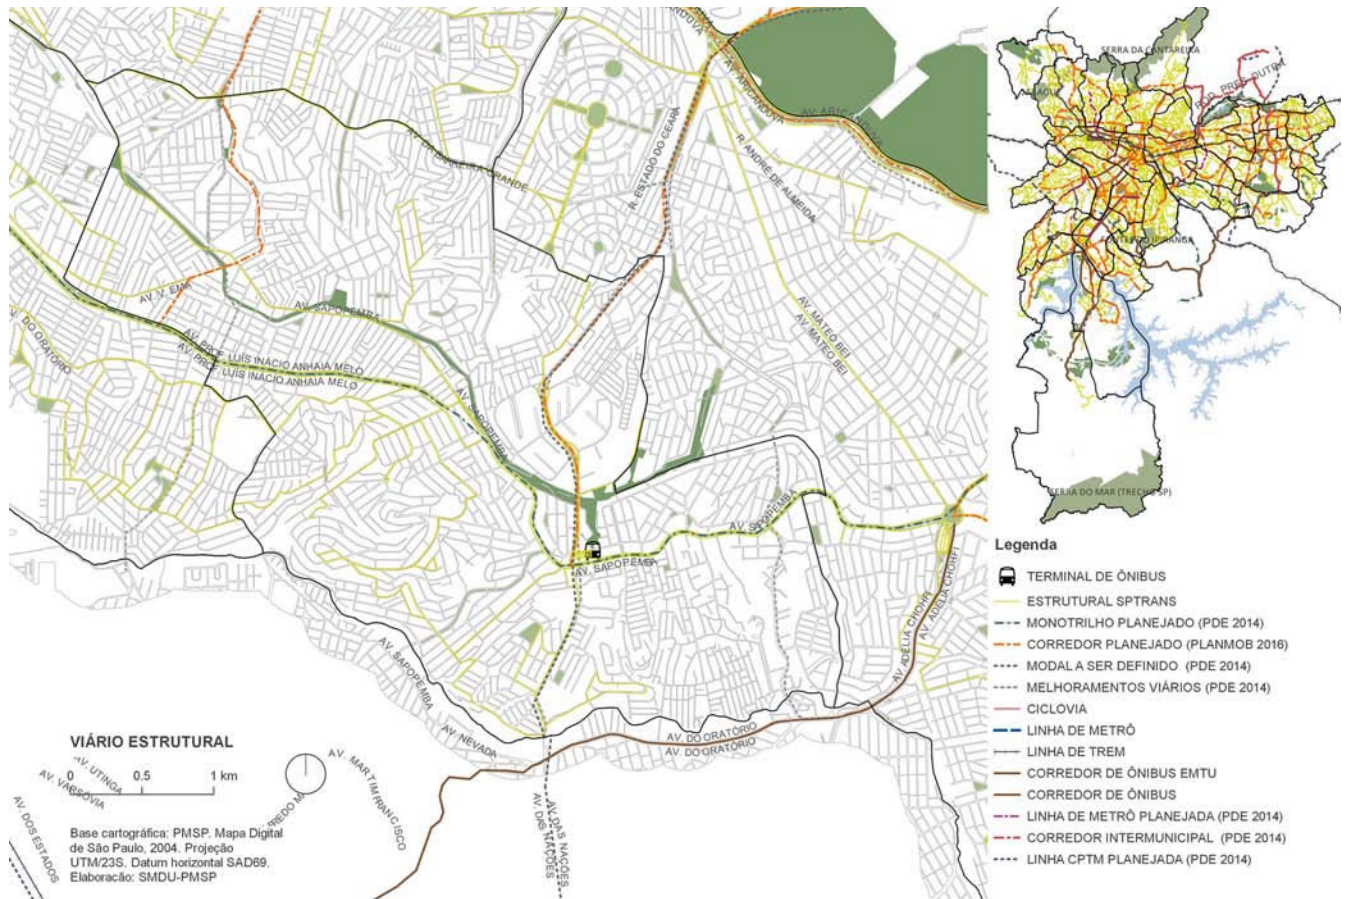 AV. ARICANDUVA
AV. ARICANDUVA
AV. BARREIRA GRANDE
R. ESTADO DO CEARÁ
R. ANDRÉ DE ALMEIDA
AV. V. EMA
AV. SAPOPEMBA
AV. MATEO BEI
AV. MATEO BEI
DO ORATÓRIO
AV. PROF. LUÍS INÁCIO ANHAIA MELO
AV. PROF. LUÍS INÁCIO ANHAIA MELO
AV. SAPOPEMBA
AV. SAPOPEMBA
AV. SAPOPEMBA
AV. ADÉLIA CHOHFI
AV. ADÉLIA CHOHFI
AV. SAPOPEMBA
AV. NEVADA
AV. DO ORATÓRIO
AV. DO ORATÓRIO
AV. DAS NAÇÕES
AV. DAS NAÇÕES
VIÁRIO ESTRUTURAL
AV. UTINGA
0 0.5 1 km
AV. VARSÓVIA
AV. MARTIM FRANCISCO
AV. DOS ESTADOS
Base cartográfica: PMSP. Mapa Digital
de São Paulo, 2004. Projeção
UTM/23S. Datum horizontal SAD69.
Elaboracão: SMDU-PMSP
SERRA DA CANTAREIRA
ROD. PRES. DUTRA
SERRA DO MAR (TRECHO SP)
Legenda
TERMINAL DE ÔNIBUS
ESTRUTURAL SPTRANS
MONOTRILHO PLANEJADO (PDE 2014)
CORREDOR PLANEJADO (PLANMOB 2016)
MODAL A SER DEFINIDO (PDE 2014)
MELHORAMENTOS VIÁRIOS (PDE 2014)
CICLOVIA
LINHA DE METRÔ
LINHA DE TREM
CORREDOR DE ÔNIBUS EMTU
CORREDOR DE ÔNIBUS
LINHA DE METRÔ PLANEJADA (PDE 2014)
CORREDOR INTERMUNICIPAL (PDE 2014)
LINHA CPTM PLANEJADA (PDE 2014)